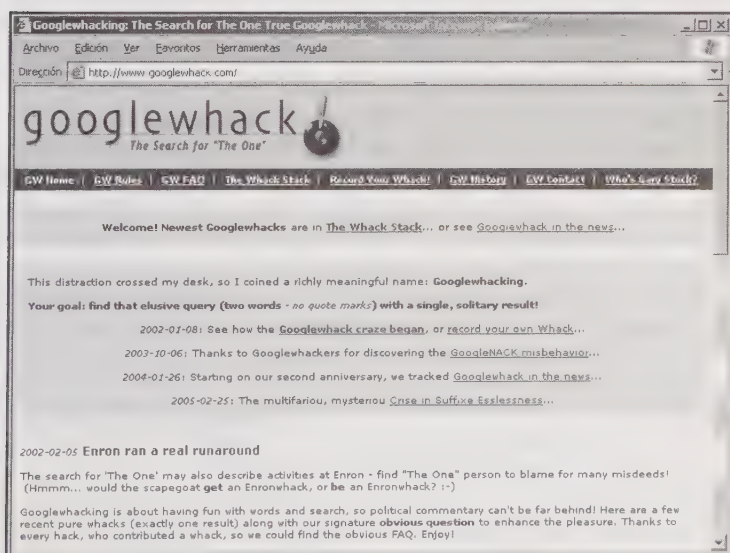 Googlewhacking: The Search for The One True Googlewhack - Microsoft Internet
Archivo Edición Ver Favoritos Herramientas Ayuda
Dirección http://www.googlewhack.com/
googlewhack
The Search for "The One"
GW Home | GW Rules | GW FAQ | The Whack Stack | Record Your Whack! | GW History | GW Contact | Who's Gary Stock?
Welcome! Newest Googlewhacks are in The Whack Stack... or see Googlewhack in the news...
This distraction crossed my desk, so I coined a richly meaningful name: Googlewhacking.
Your goal: find that elusive query (two words - no quote marks) with a single, solitary result!
2002-01-08: See how the Googlewhack craze began, or record your own Whack...
2003-10-06: Thanks to Googlewhackers for discovering the GoogleNACK misbehavior...
2004-01-26: Starting on our second anniversary, we tracked Googlewhack in the news...
2005-02-25: The multifariou, mysteriou Crise in Suffixe Esslessness...
2002-02-05 Enron ran a real runaround
The search for 'The One' may also describe activities at Enron - find "The One" person to blame for many misdeeds!
(Hmmm... would the scapegoat get an Enronwhack, or be an Enronwhack? :-)
Googlewhacking is about having fun with words and search, so political commentary can't be far behind! Here are a few
recent pure whacks (exactly one result) along with our signature obvious question to enhance the pleasure. Thanks to
every hack, who contributed a whack, so we could find the obvious FAQ. Enjoy!